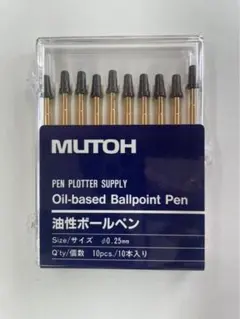 MUTOH
PEN PLOTTER SUPPLY
Oil-based Ballpoint Pen
油性ボールペン
Size/サイズ φ0.25mm
Q'ty/個数 10pcs./10本入り